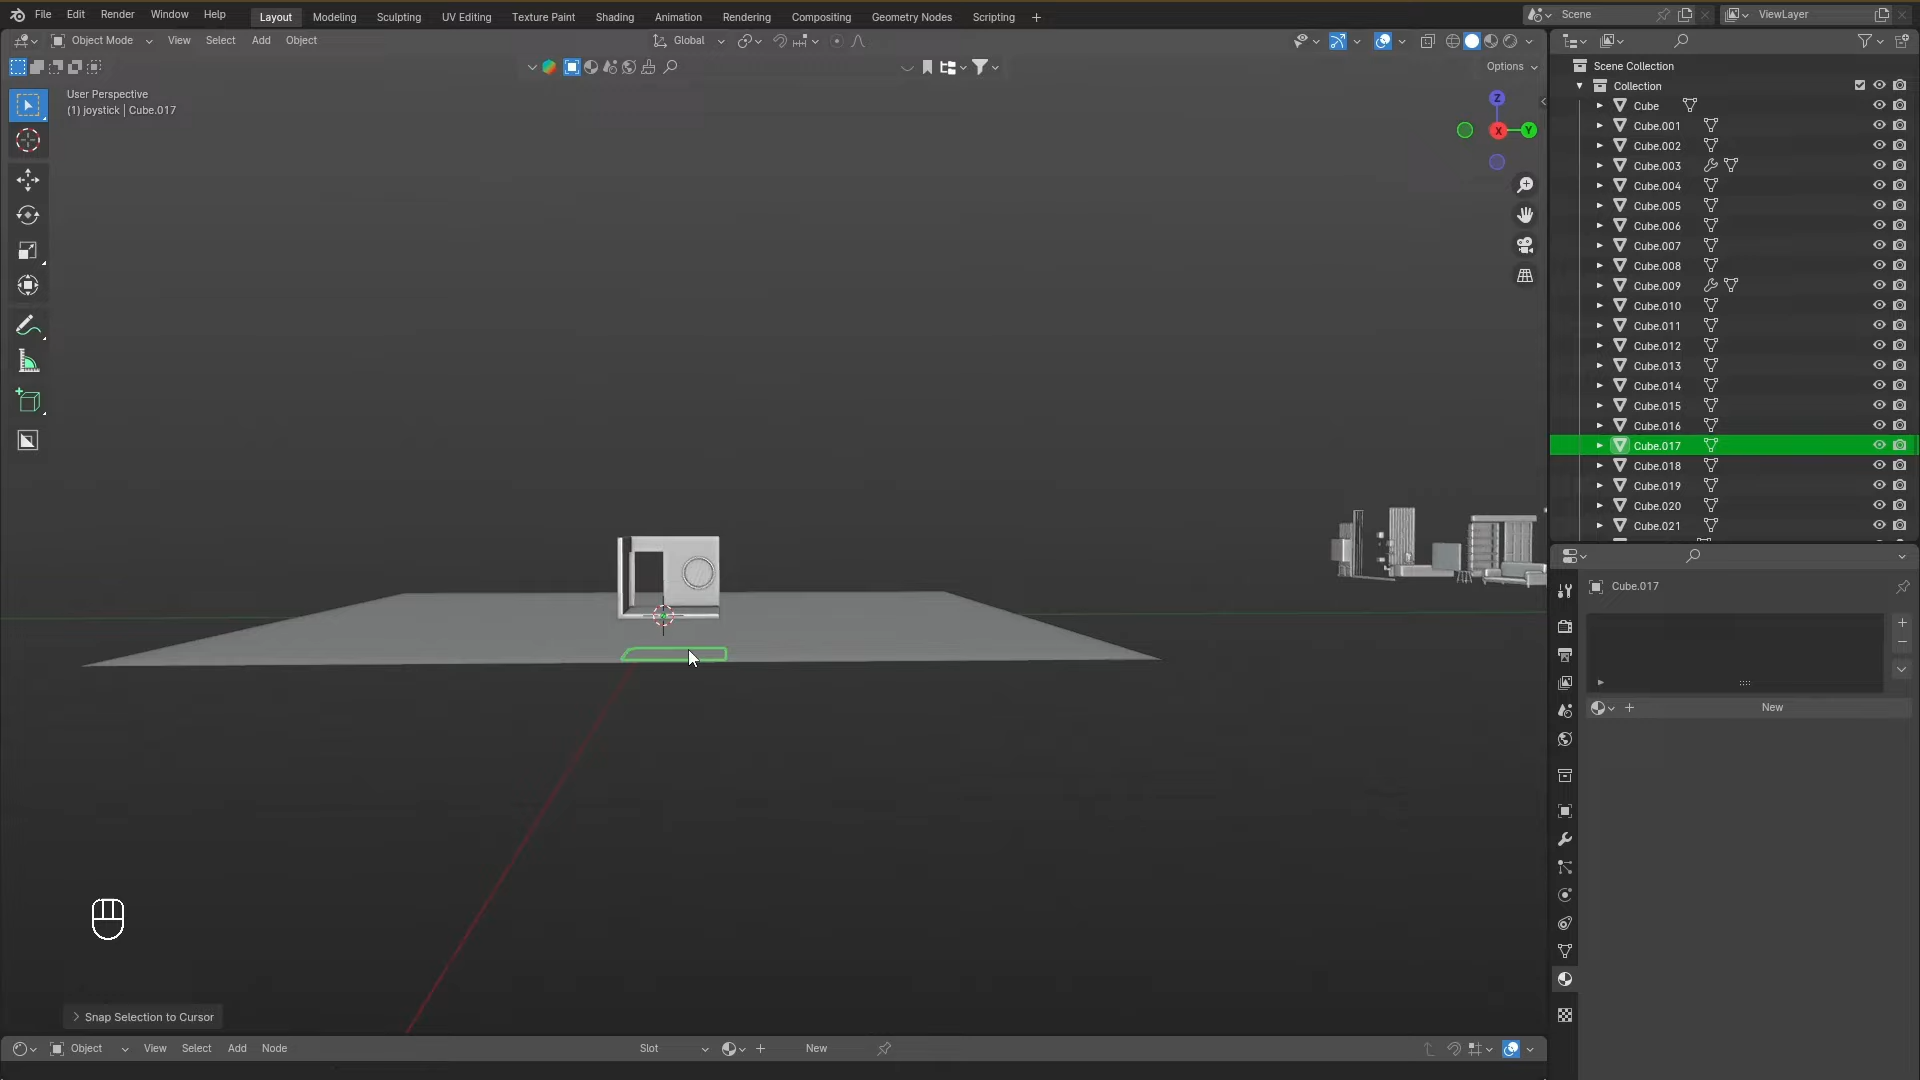 File Edit Render Window Help Layout Modeling Sculpting UV Editing Texture Paint Shading Animation Rendering Compositing Geometry Nodes Scripting + Scene ViewLayer
Object Mode View Select Add Object Global
Options
User Perspective
(1) joystick | Cube.017
Z
X
Y
Scene Collection
Collection
Cube
Cube.001
Cube.002
Cube.003
Cube.004
Cube.005
Cube.006
Cube.007
Cube.008
Cube.009
Cube.010
Cube.011
Cube.012
Cube.013
Cube.014
Cube.015
Cube.016
Cube.017
Cube.018
Cube.019
Cube.020
Cube.021
Cube.017
New
Snap Selection to Cursor
Object View Select Add Node Slot New